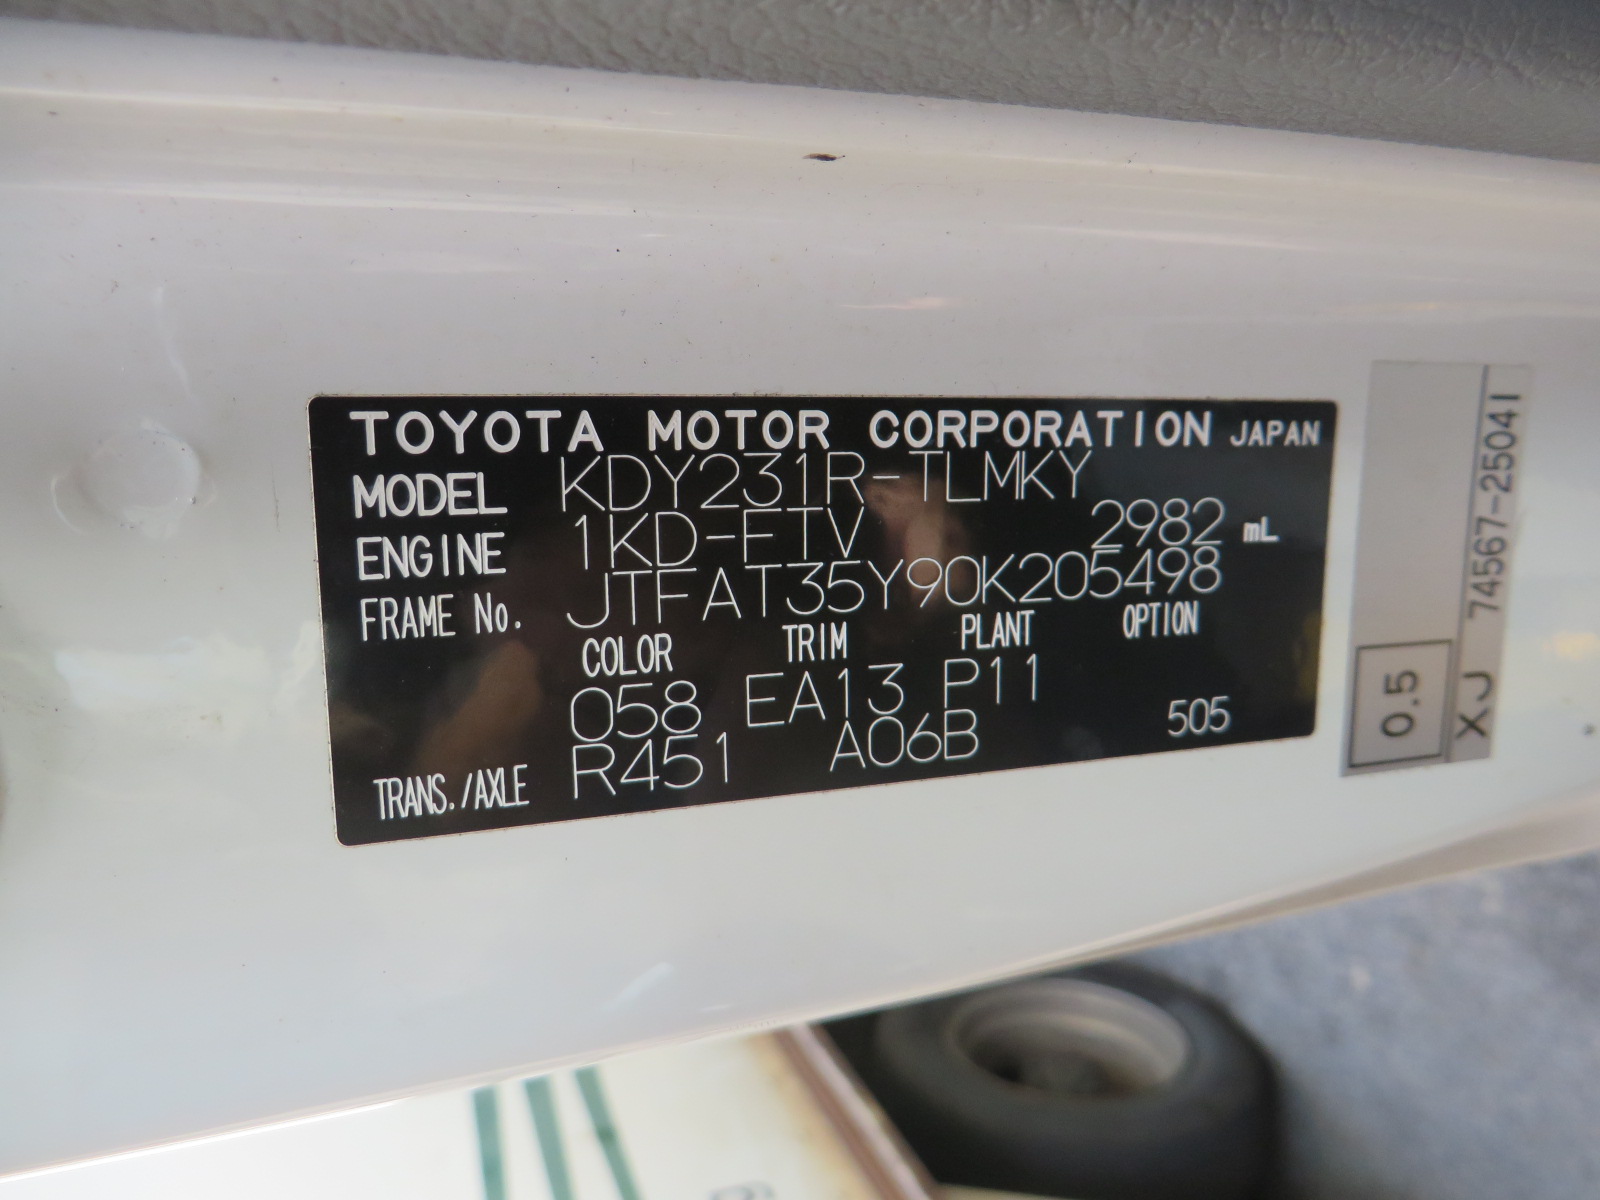 TOYOTA MOTOR CORPORATION JAPAN
MODEL KDY231R-TLMKY
ENGINE 1KD-FTV 2982 mL
FRAME No. JTFAT35Y90K205498
COLOR TRIM PLANT OPTION
058 EA13 P11
TRANS./AXLE R451 A06B 505
0.5
XJ 74567-25041